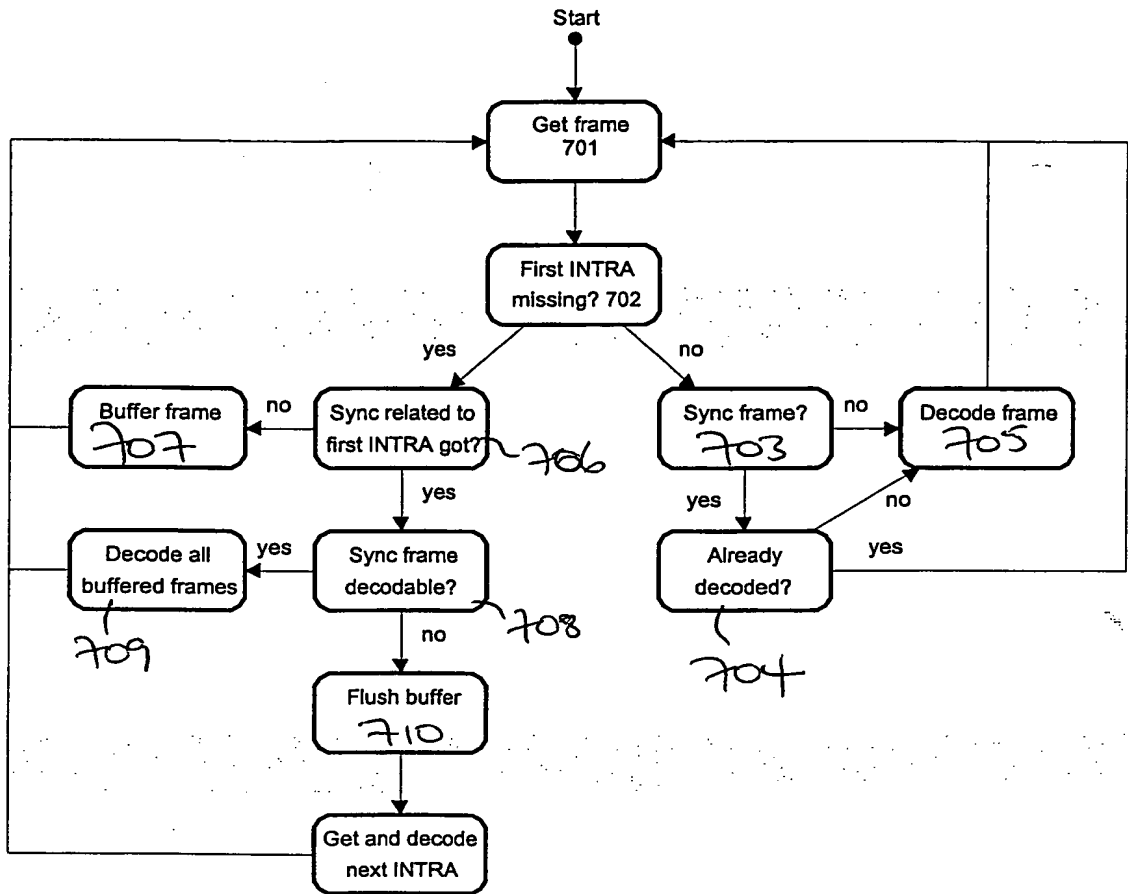 Start
Get frame
701
First INTRA
missing? 702
yes
no
Buffer frame
707
no
Sync related to
first INTRA got?
706
Sync frame?
703
no
Decode frame
705
yes
yes
no
Decode all
buffered frames
709
yes
Sync frame
decodable?
708
Already
decoded?
704
yes
no
Flush buffer
710
Get and decode
next INTRA